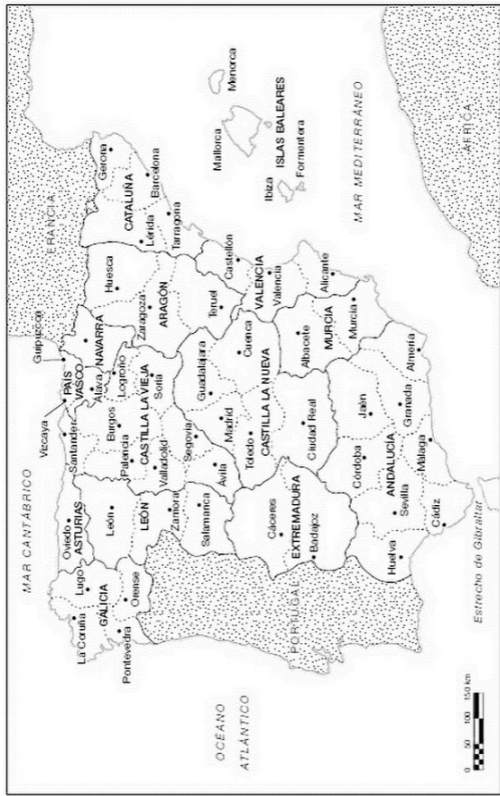 MAR CANTÁBRICO
FRANCIA
La Coruña
Lugo
GALICIA
Pontevedra
Orense
Oviedo
ASTURIAS
Santander
Vizcaya
Guipúzcoa
PAÍS
VASCO
Álava
NAVARRA
León
LEÓN
Zamora
Salamanca
Burgos
Palencia
CASTILLA LA VIEJA
Valladolid
Logroño
Soria
Segovia
Ávila
Huesca
Zaragoza
ARAGÓN
Teruel
Gerona
CATALUÑA
Lérida
Barcelona
Tarragona
Menorca
Mallorca
ISLAS BALEARES
Ibiza
Formentera
Guadalajara
Madrid
Cuenca
Toledo
CASTILLA LA NUEVA
Ciudad Real
Castellón
VALENCIA
Valencia
Alicante
Albacete
MURCIA
Murcia
Cáceres
EXTREMADURA
Badajoz
PORTUGAL
OCÉANO
ATLÁNTICO
MAR MEDITERRÁNEO
Huelva
Sevilla
Córdoba
Jaén
ANDALUCÍA
Granada
Almería
Málaga
Cádiz
Estrecho de Gibraltar
ÁFRICA
0 50 100 150 km